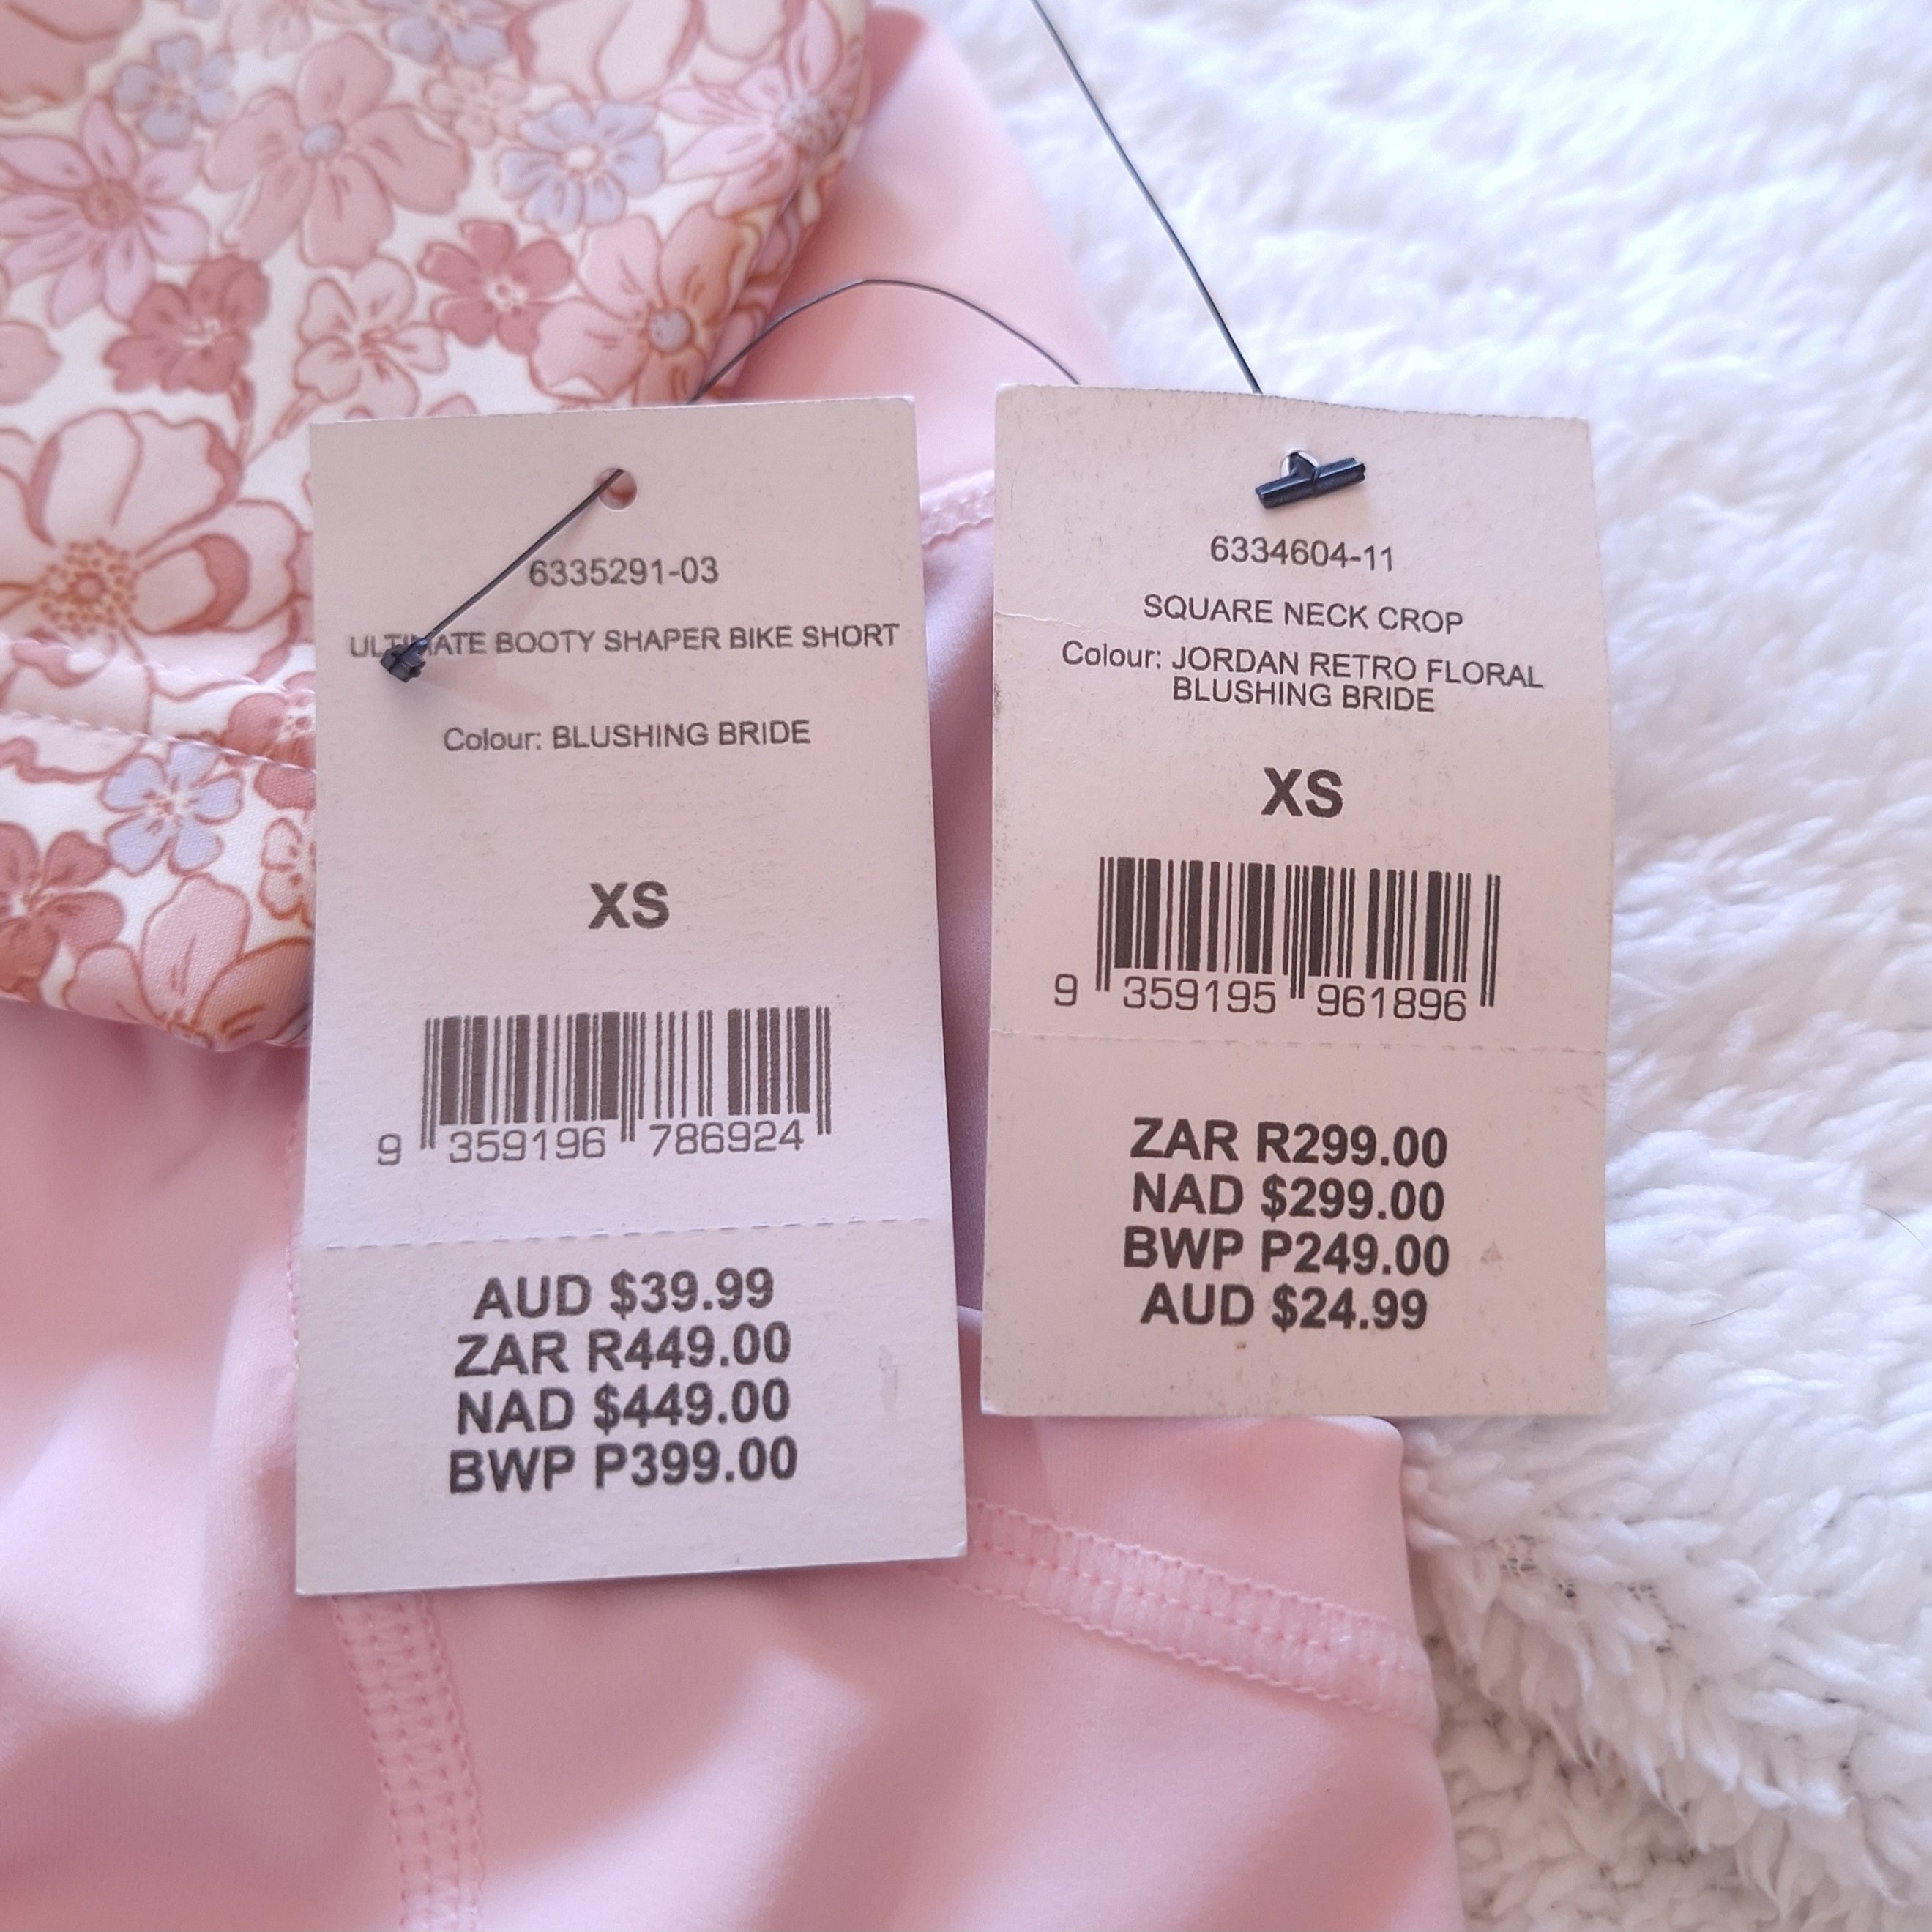 6335291-03
ULTIMATE BOOTY SHAPER BIKE SHORT
Colour: BLUSHING BRIDE
XS
9 359196 786924
AUD $39.99
ZAR R449.00
NAD $449.00
BWP P399.00
6334604-11
SQUARE NECK CROP
Colour: JORDAN RETRO FLORAL
BLUSHING BRIDE
XS
9 359195 961896
ZAR R299.00
NAD $299.00
BWP P249.00
AUD $24.99